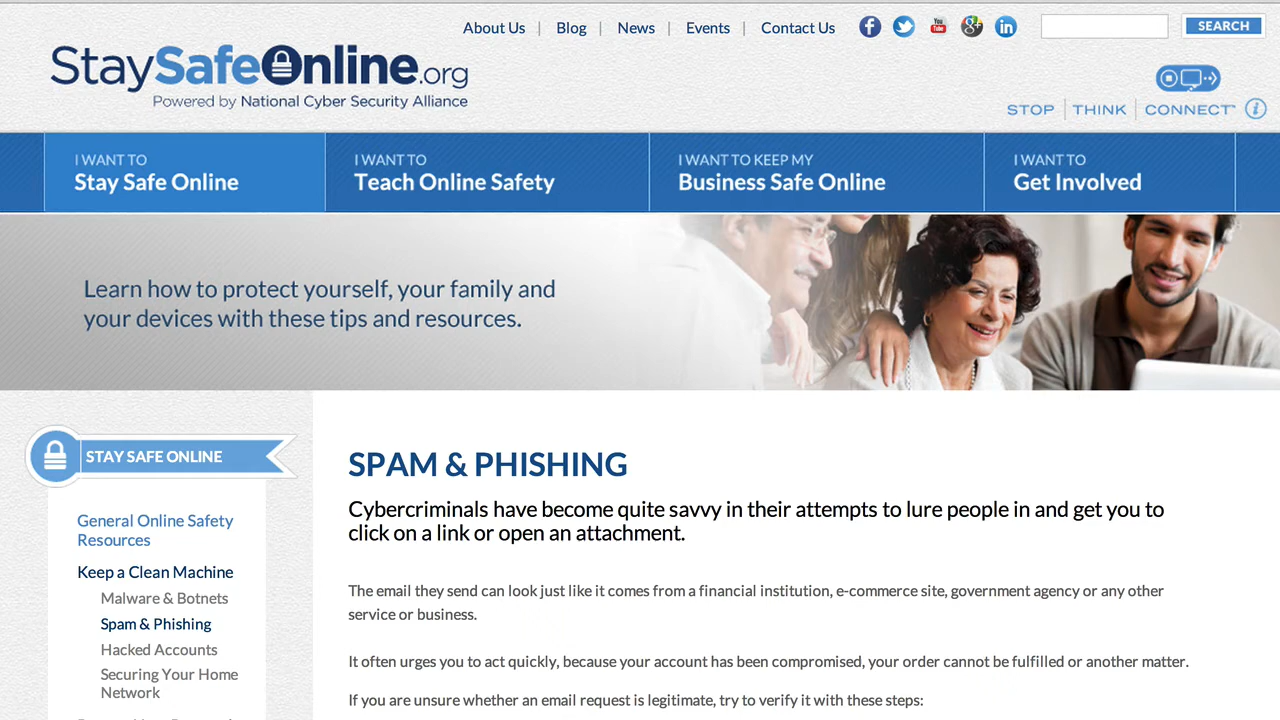 About Us | Blog | News | Events | Contact Us
You Tube
SEARCH
StaySafeOnline.org
Powered by National Cyber Security Alliance
STOP | THINK | CONNECT
I WANT TO
Stay Safe Online
I WANT TO
Teach Online Safety
I WANT TO KEEP MY
Business Safe Online
I WANT TO
Get Involved
Learn how to protect yourself, your family and
your devices with these tips and resources.
STAY SAFE ONLINE
General Online Safety
Resources
Keep a Clean Machine
Malware & Botnets
Spam & Phishing
Hacked Accounts
Securing Your Home
Network
SPAM & PHISHING
Cybercriminals have become quite savvy in their attempts to lure people in and get you to
click on a link or open an attachment.
The email they send can look just like it comes from a financial institution, e-commerce site, government agency or any other
service or business.
It often urges you to act quickly, because your account has been compromised, your order cannot be fulfilled or another matter.
If you are unsure whether an email request is legitimate, try to verify it with these steps: